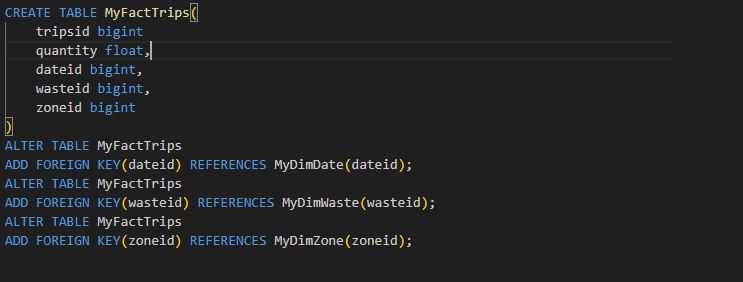 CREATE TABLE MyFactTrips(
tripsid bigint
quantity float,
dateid bigint,
wasteid bigint,
zoneid bigint
)
ALTER TABLE MyFactTrips
ADD FOREIGN KEY(dateid) REFERENCES MyDimDate(dateid);
ALTER TABLE MyFactTrips
ADD FOREIGN KEY(wasteid) REFERENCES MyDimWaste(wasteid);
ALTER TABLE MyFactTrips
ADD FOREIGN KEY(zoneid) REFERENCES MyDimZone(zoneid);